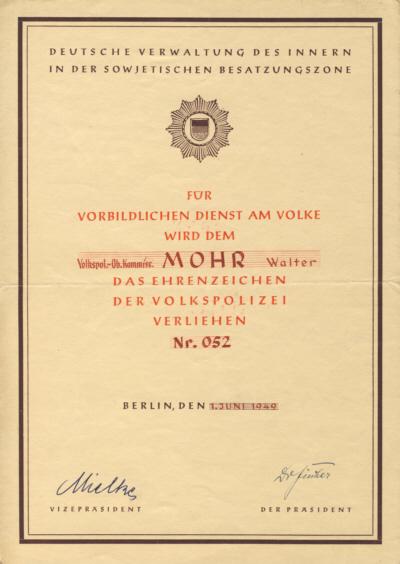 DEUTSCHE VERWALTUNG DES INNERN
IN DER SOWJETISCHEN BESATZUNGSZONE
FÜR
VORBILDLICHEN DIENST AM VOLKE
WIRD DEM
Volkspol.-Ob. Kommissr. MOHR Walter
DAS EHRENZEICHEN
DER VOLKSPOLIZEI
VERLIEHEN
Nr. 052
BERLIN, DEN 1. JUNI 1949
Mielke
VIZEPRÄSIDENT
DER PRÄSIDENT